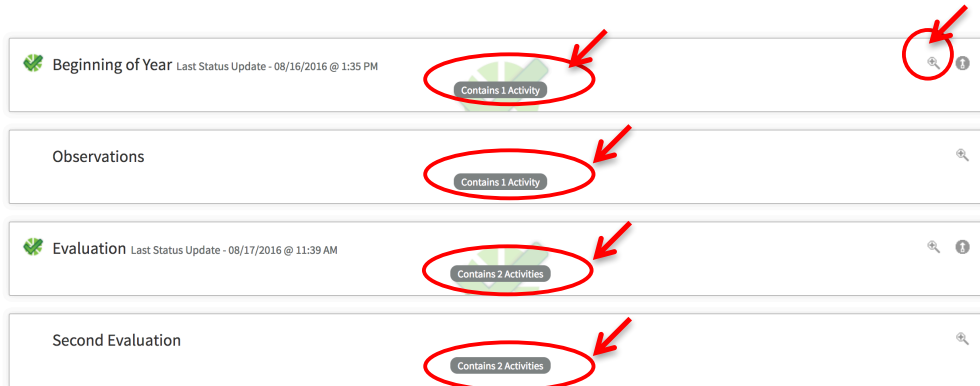 Beginning of Year Last Status Update - 08/16/2016 @ 1:35 PM
Contains 1 Activity
Observations
Contains 1 Activity
Evaluation Last Status Update - 08/17/2016 @ 11:39 AM
Contains 2 Activities
Second Evaluation
Contains 2 Activities